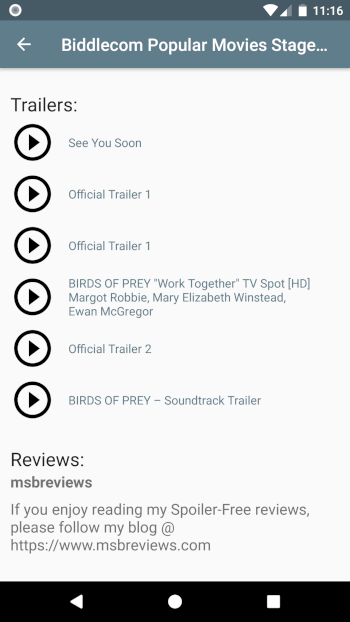 11:16
Biddlecom Popular Movies Stage...
Trailers:
See You Soon
Official Trailer 1
Official Trailer 1
BIRDS OF PREY "Work Together" TV Spot [HD]
Margot Robbie, Mary Elizabeth Winstead,
Ewan McGregor
Official Trailer 2
BIRDS OF PREY – Soundtrack Trailer
Reviews:
msbreviews
If you enjoy reading my Spoiler-Free reviews,
please follow my blog @
https://www.msbreviews.com